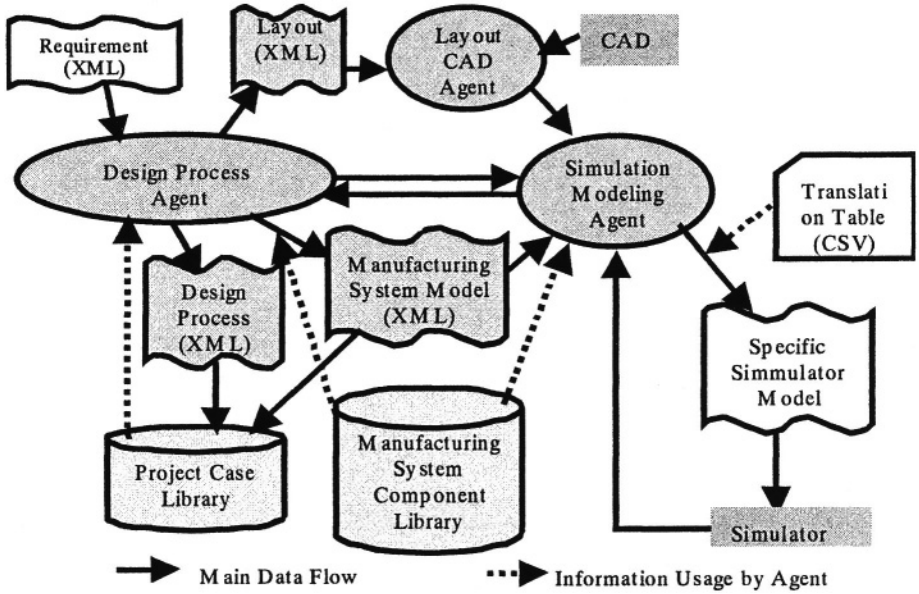 Requirement
(XML)
Layout
(XML)
Layout
CAD
Agent
CAD
Design Process
Agent
Simulation
Modeling
Agent
Translati
on Table
(CSV)
Design
Process
(XML)
Manufacturing
System Model
(XML)
Specific
Simmulator
Model
Project Case
Library
Manufacturing
System
Component
Library
Simulator
Main Data Flow
Information Usage by Agent